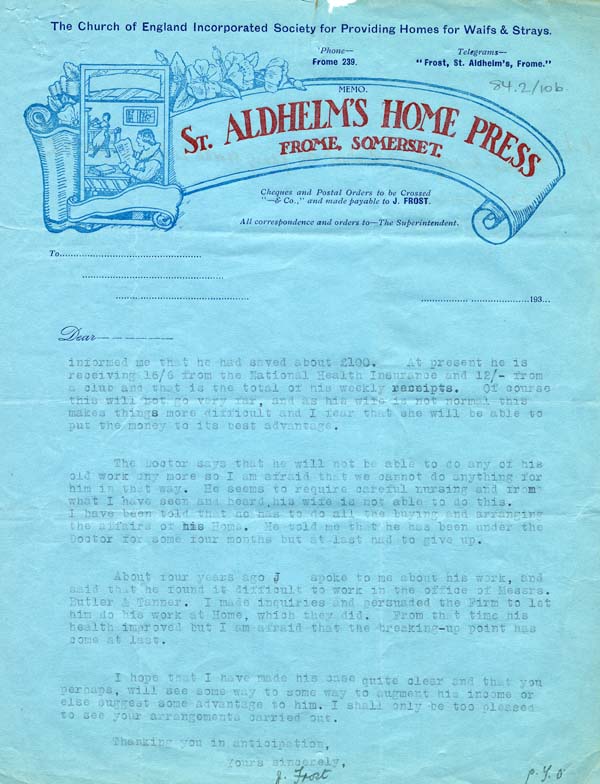 The Church of England Incorporated Society for Providing Homes for Waifs & Strays.
Phone—
Frome 239.
Telegrams—
"Frost, St. Aldhelm's, Frome."
84.2/10b
MEMO.
ST. ALDHELM'S HOME PRESS
FROME, SOMERSET.
Cheques and Postal Orders to be Crossed
"—& Co.," and made payable to J. FROST.
All correspondence and orders to—The Superintendent.
To
193
Dear
informed me that he had saved about £100. At present he is
receiving 16/6 from the National Health Insurance and 12/- from
a club and that is the total of his weekly receipts. Of course
this will not go very far, and as his wife is not normal this
makes things more difficult and I fear that she will be able to
put the money to its best advantage.
The Doctor says that he will not be able to do any of his
old work any more so I am afraid that we cannot do anything for
him in that way. He seems to require careful nursing and from
what I have seen and heard, his wife is not able to do this.
I have been told that he has to do all the buying and arranging
the affairs of his Home. He told me that he has been under the
Doctor for some four months but at last had to give up.
About four years ago J spoke to me about his work, and
said that he found it difficult to work in the office of Messrs.
Butler & Tanner. I made inquiries and persuaded the Firm to let
him do his work at Home, which they did. From that time his
health improved but I am afraid that the breaking-up point has
come at last.
I hope that I have made his case quite clear and that you
perhaps, will see some way to some way to augment his income or
else suggest some advantage to him. I shall only be too pleased
to see your arrangements carried out.
Thanking you in anticipation,
Yours sincerely,
J. Frost
P.T.O